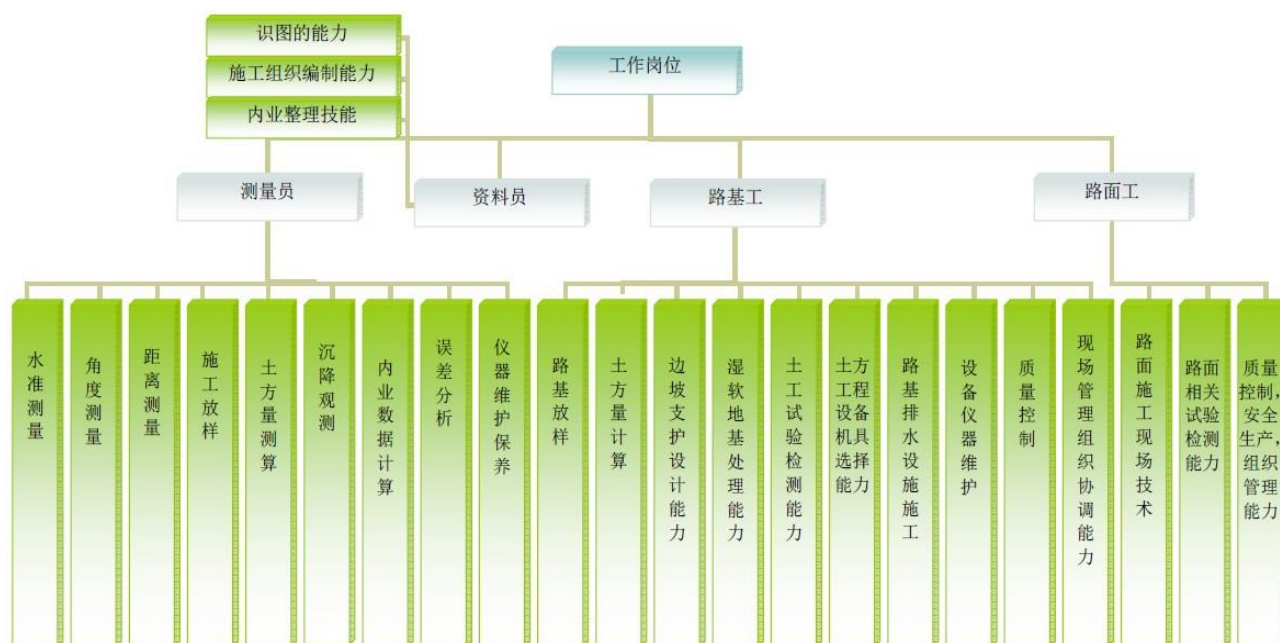 识图的能力
施工组织编制能力
内业整理技能
工作岗位
测量员
资料员
路基工
路面工
水准测量
角度测量
距离测量
施工放样
土方量测算
沉降观测
内业数据计算
误差分析
仪器维护保养
路基放样
土方量计算
边坡支护设计能力
湿软地基处理能力
土工试验检测能力
土方
工程
设备
机具
选择
能力
路基排水设施施工
设备仪器维护
质量控制
现场管理组织协调能力
路面施工现场技术
路面
相关
试验
检测
能力
质量
控制,
安全
生产,
组织
管理
能力